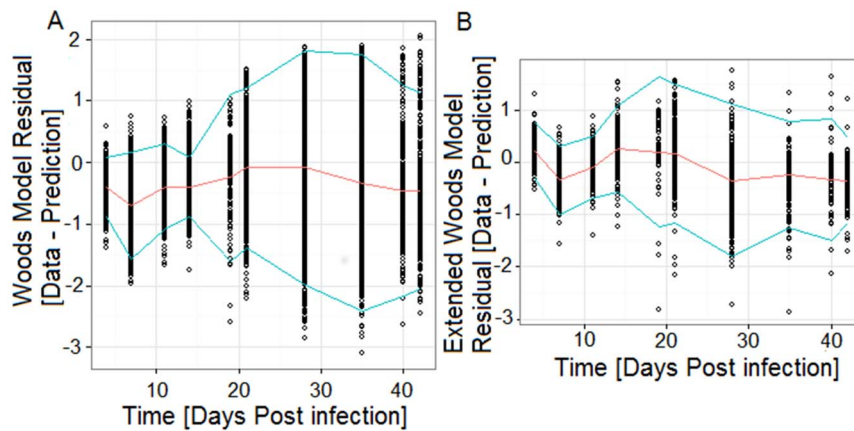 A
Woods Model Residual
[Data - Prediction]
2
1
0
-1
-2
-3
10
20
30
40
Time [Days Post infection]
B
Extended Woods Model
Residual [Data - Prediction]
1
0
-1
-2
-3
10
20
30
40
Time [Days Post infection]